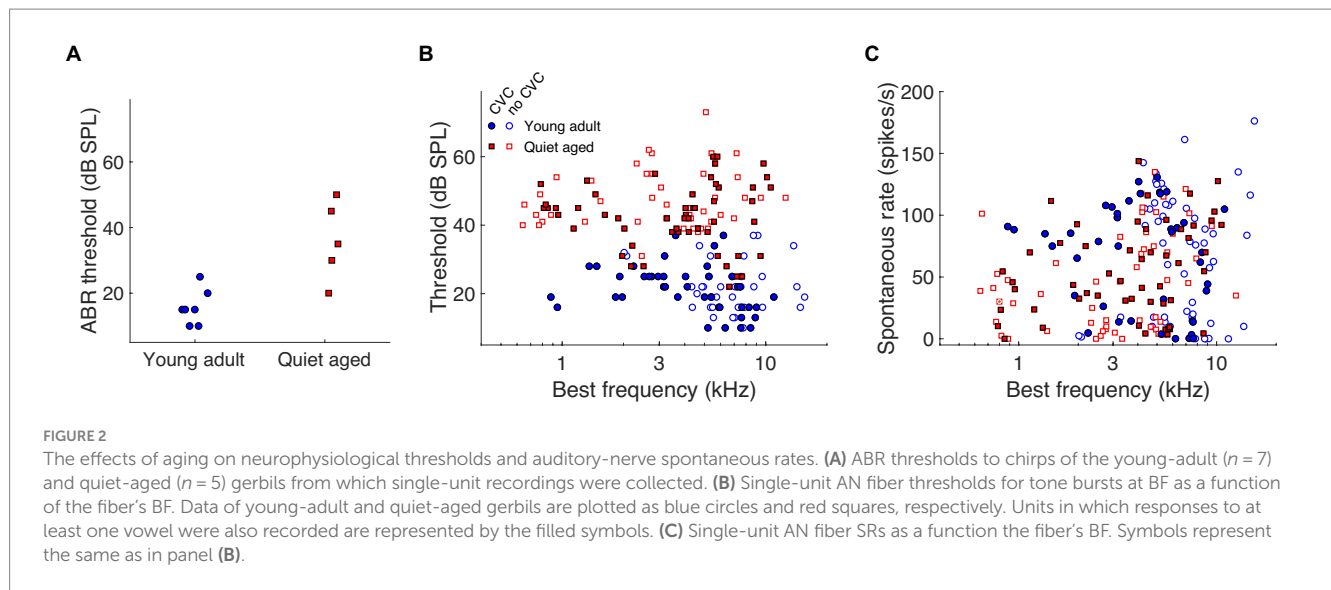 A
B
C
ABR threshold (dB SPL)
60
40
20
Young adult
Quiet aged
CVC
no CVC
Young adult
Quiet aged
Threshold (dB SPL)
60
40
20
1
3
10
Best frequency (kHz)
Spontaneous rate (spikes/s)
200
150
100
50
0
1
3
10
Best frequency (kHz)
FIGURE 2
The effects of aging on neurophysiological thresholds and auditory-nerve spontaneous rates. (A) ABR thresholds to chirps of the young-adult (n = 7)
and quiet-aged (n = 5) gerbils from which single-unit recordings were collected. (B) Single-unit AN fiber thresholds for tone bursts at BF as a function
of the fiber's BF. Data of young-adult and quiet-aged gerbils are plotted as blue circles and red squares, respectively. Units in which responses to at
least one vowel were also recorded are represented by the filled symbols. (C) Single-unit AN fiber SRs as a function the fiber's BF. Symbols represent
the same as in panel (B).